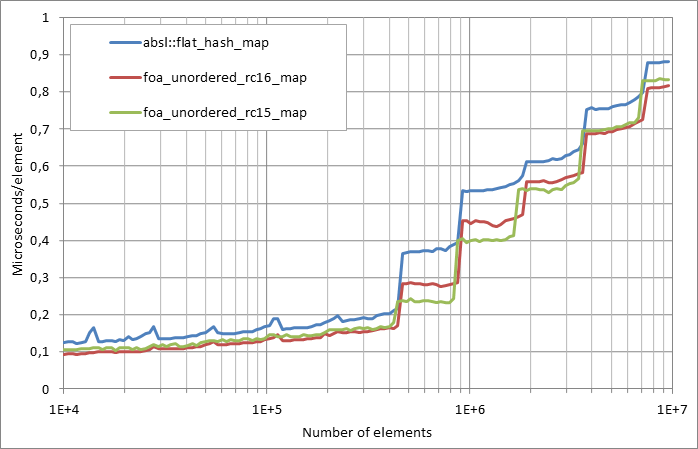 1
0,9
0,8
0,7
0,6
0,5
0,4
0,3
0,2
0,1
0
Microseconds/element
absl::flat_hash_map
foa_unordered_rc16_map
foa_unordered_rc15_map
1E+4 1E+5 1E+6 1E+7
Number of elements